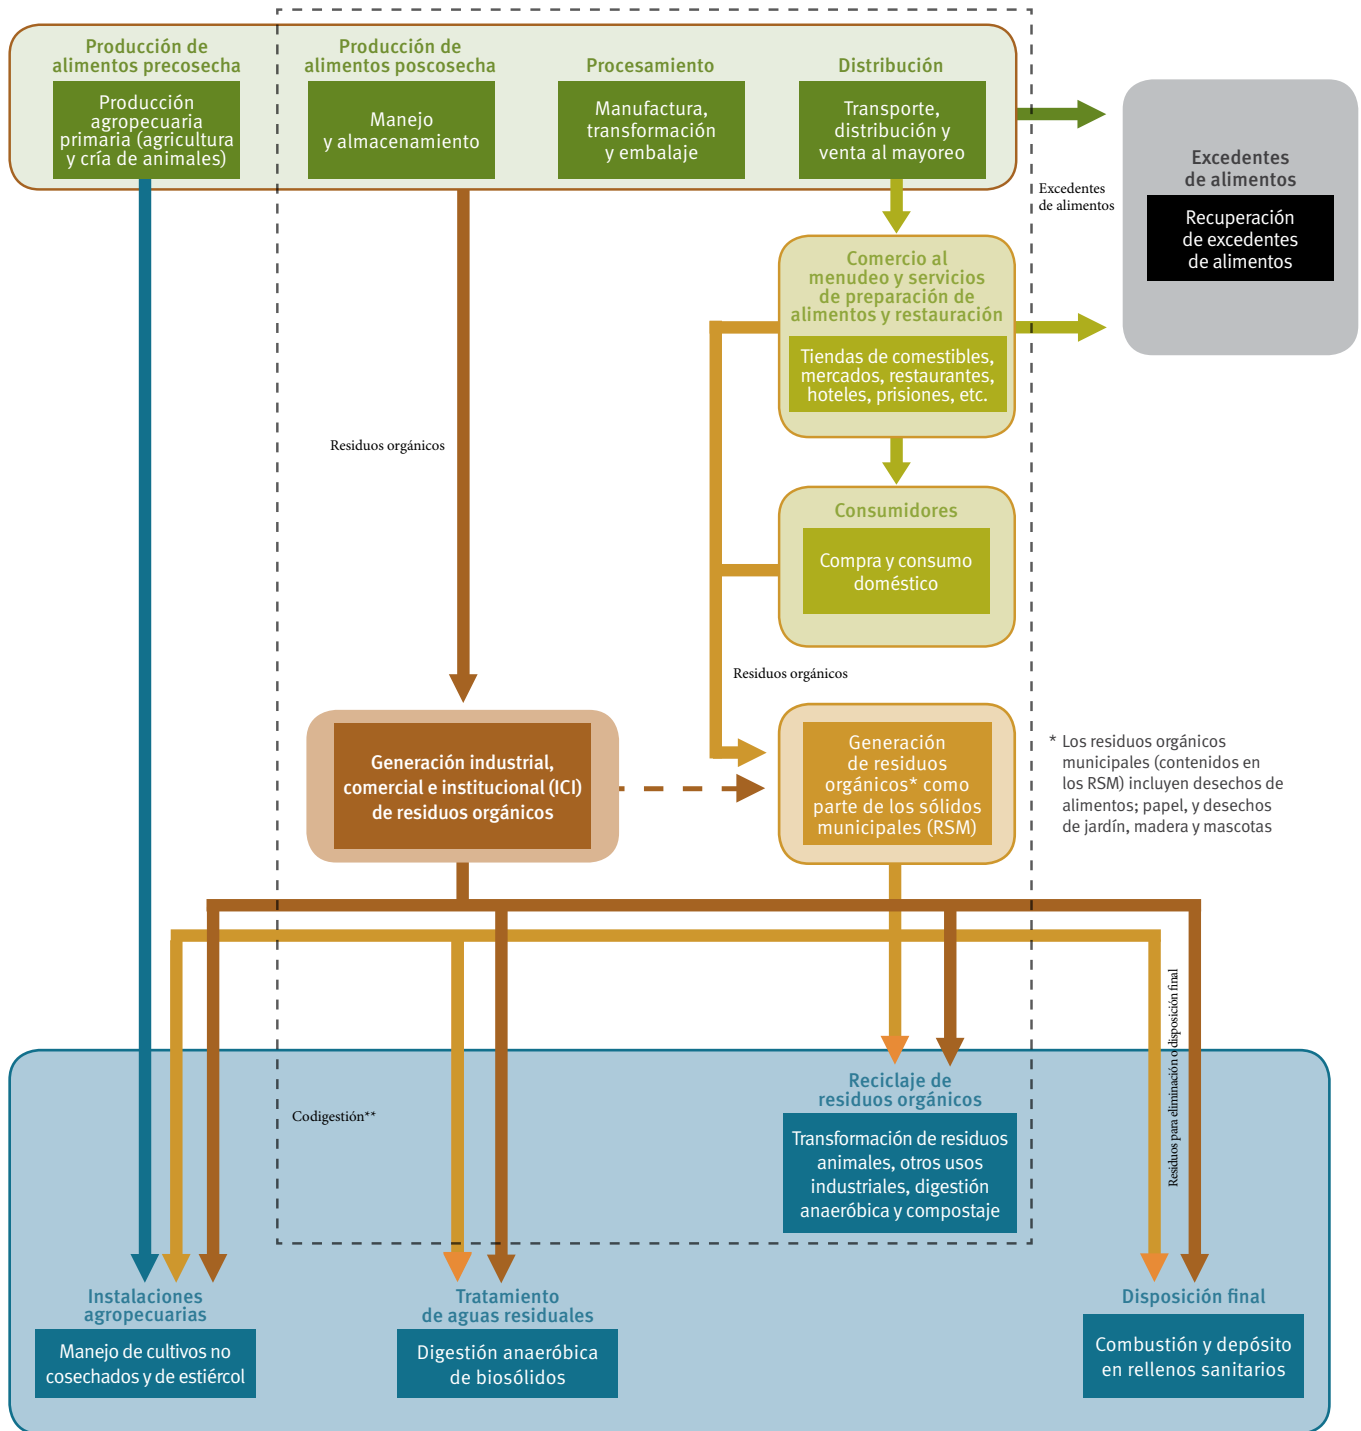 Producción de
alimentos precosecha
Producción
agropecuaria
primaria (agricultura
y cría de animales)
Producción de
alimentos poscosecha
Manejo
y almacenamiento
Procesamiento
Manufactura,
transformación
y embalaje
Distribución
Transporte,
distribución y
venta al mayoreo
Excedentes
de alimentos
Excedentes
de alimentos
Recuperación
de excedentes
de alimentos
Comercio al
menudeo y servicios
de preparación de
alimentos y restauración
Tiendas de comestibles,
mercados, restaurantes,
hoteles, prisiones, etc.
Residuos orgánicos
Consumidores
Compra y consumo
doméstico
Residuos orgánicos
Generación industrial,
comercial e institucional (ICI)
de residuos orgánicos
Generación
de residuos
orgánicos* como
parte de los sólidos
municipales (RSM)
* Los residuos orgánicos
municipales (contenidos en
los RSM) incluyen desechos de
alimentos; papel, y desechos
de jardín, madera y mascotas
Residuos para eliminación o disposición final
Codigestión**
Reciclaje de
residuos orgánicos
Transformación de residuos
animales, otros usos
industriales, digestión
anaeróbica y compostaje
Instalaciones
agropecuarias
Manejo de cultivos no
cosechados y de estiércol
Tratamiento
de aguas residuales
Digestión anaeróbica
de biosólidos
Disposición final
Combustión y depósito
en rellenos sanitarios